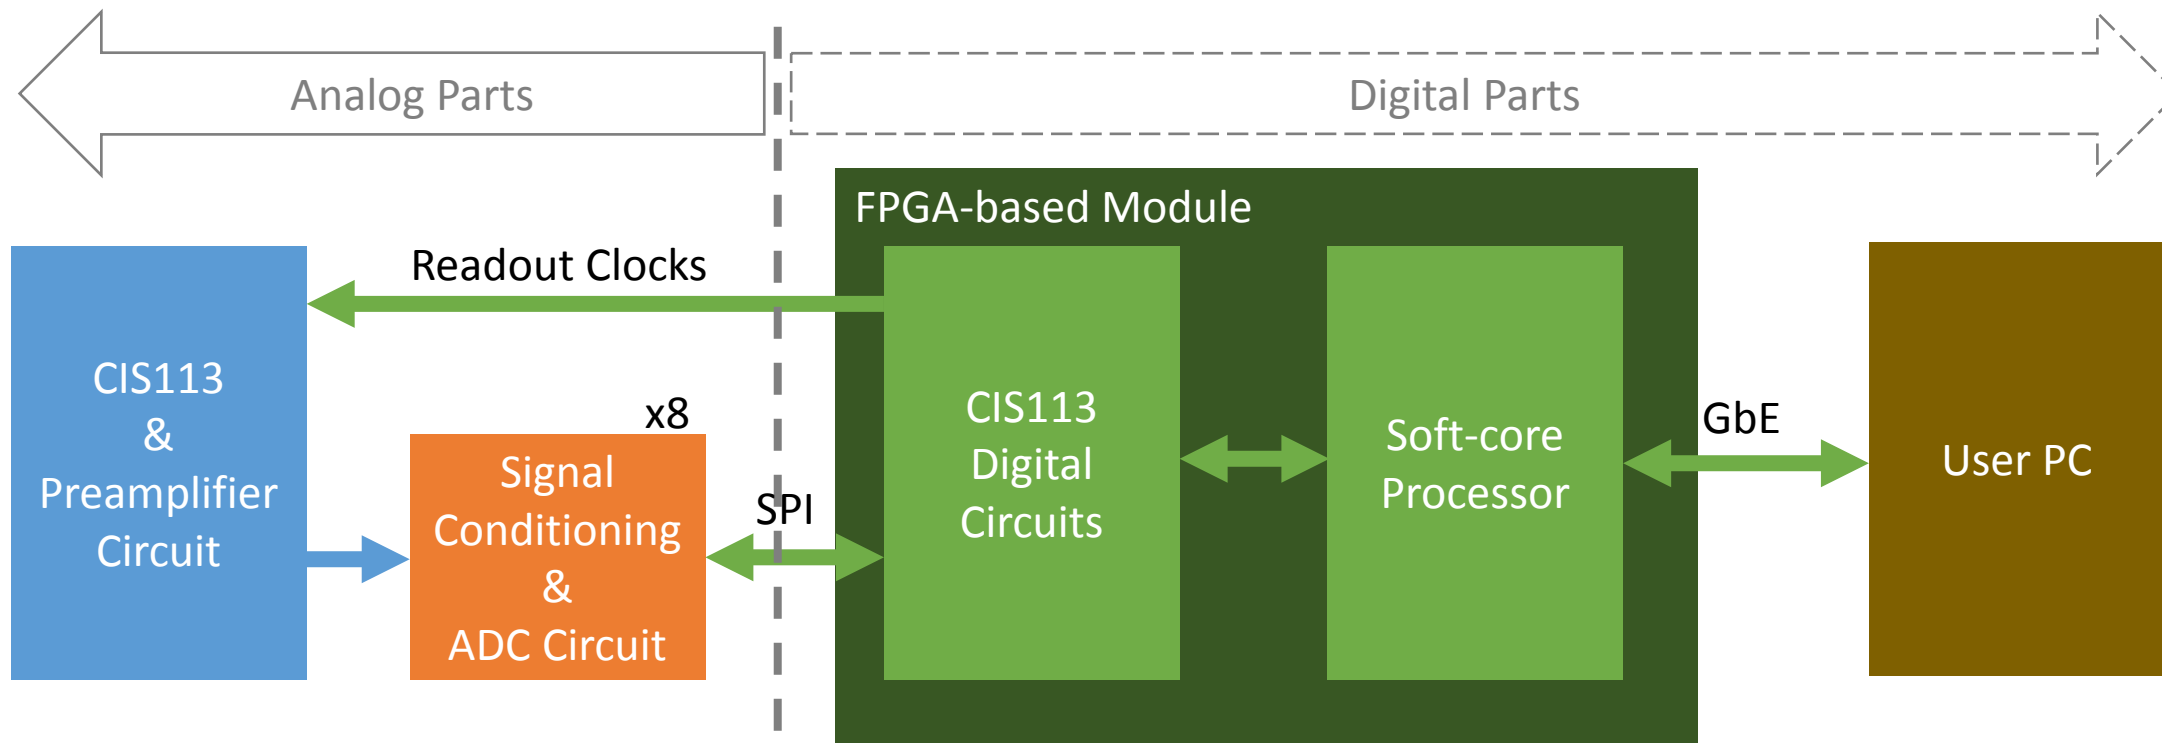 Analog Parts
Digital Parts
FPGA-based Module
Readout Clocks
CIS113
&
Preamplifier
Circuit
x8
Signal
Conditioning
&
ADC Circuit
SPI
CIS113
Digital
Circuits
Soft-core
Processor
GbE
User PC